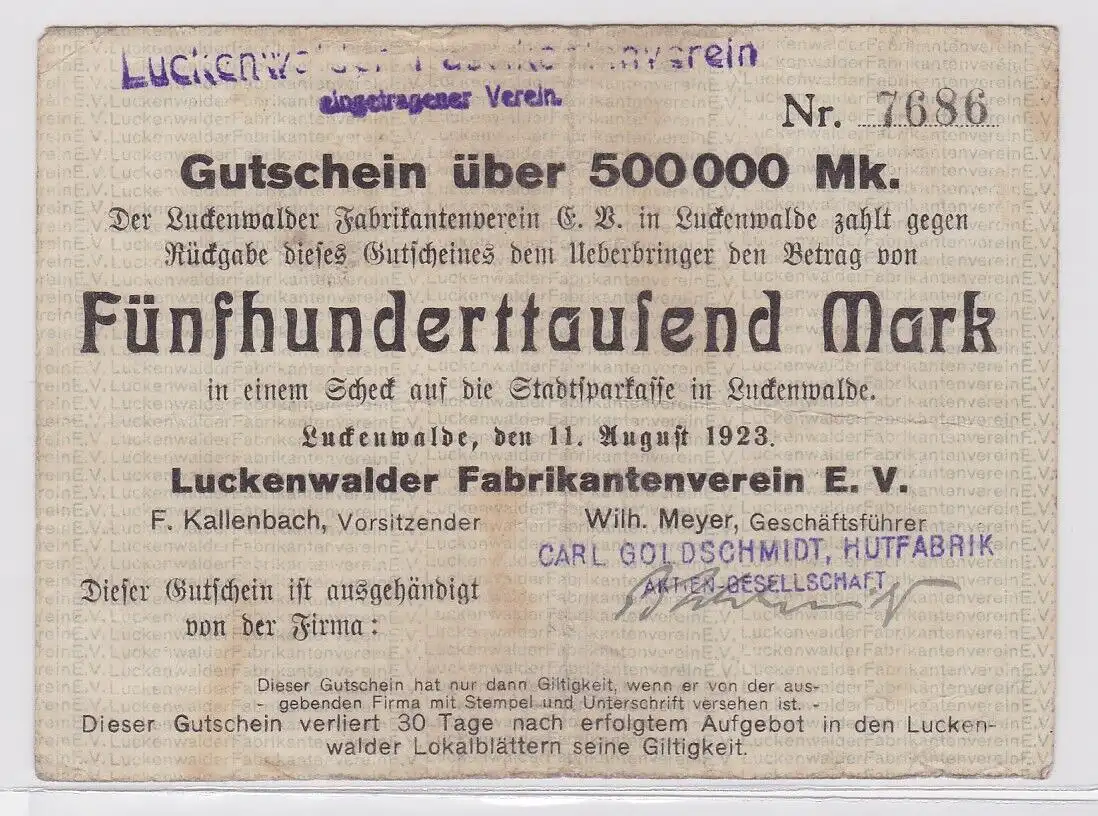 Luckenwalder Fabrikantenverein
eingetragener Verein.
Nr. 7686
Gutschein über 500000 Mk.
Der Luckenwalder Fabrikantenverein E. V. in Luckenwalde zahlt gegen
Rückgabe dieses Gutscheines dem Ueberbringer den Betrag von
Fünfhunderttausend Mark
in einem Scheck auf die Stadtsparkasse in Luckenwalde.
Luckenwalde, den 11. August 1923.
Luckenwalder Fabrikantenverein E. V.
F. Kallenbach, Vorsitzender
Wilh. Meyer, Geschäftsführer
CARL GOLDSCHMIDT, HUTFABRIK
AKTIEN-GESELLSCHAFT
Dieser Gutschein ist ausgehändigt
von der Firma:
Dieser Gutschein hat nur dann Giltigkeit, wenn er von der aus-
- gebenden Firma mit Stempel und Unterschrift versehen ist. -
Dieser Gutschein verliert 30 Tage nach erfolgtem Aufgebot in den Lucken-
walder Lokalblättern seine Giltigkeit.